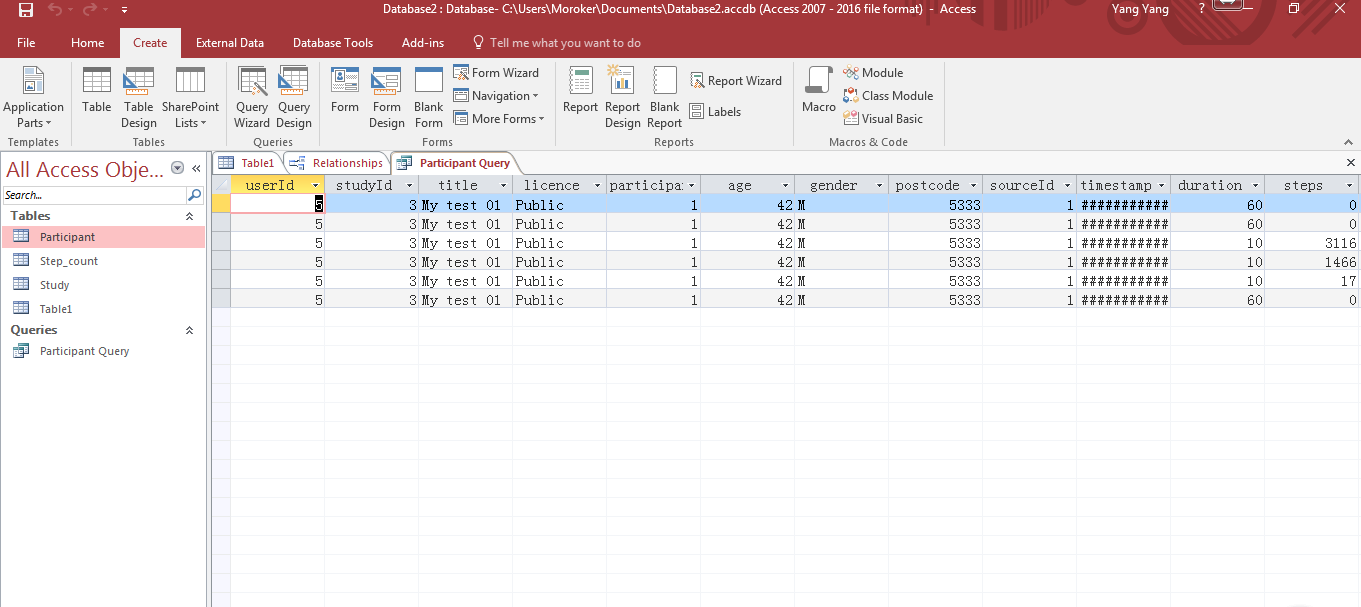 Database2 : Database- C:\Users\Moroker\Documents\Database2.accdb (Access 2007 - 2016 file format) - Access Yang Yang ?
File Home Create External Data Database Tools Add-ins Tell me what you want to do
Application Parts
Table
Table Design
SharePoint Lists
Query Wizard
Query Design
Form
Form Design
Blank Form
Form Wizard
Navigation
More Forms
Report
Report Design
Blank Report
Report Wizard
Labels
Macro
Module
Class Module
Visual Basic
Templates Tables Queries Forms Reports Macros & Code
All Access Obje...
Search...
Tables
Participant
Step_count
Study
Table1
Queries
Participant Query
Table1 Relationships Participant Query
userId studyId title licence participa age gender postcode sourceId timestamp duration steps
5 3 My test 01 Public 1 42 M 5333 1 ########### 60 0
5 3 My test 01 Public 1 42 M 5333 1 ########### 60 0
5 3 My test 01 Public 1 42 M 5333 1 ########### 10 3116
5 3 My test 01 Public 1 42 M 5333 1 ########### 10 1466
5 3 My test 01 Public 1 42 M 5333 1 ########### 10 17
5 3 My test 01 Public 1 42 M 5333 1 ########### 60 0